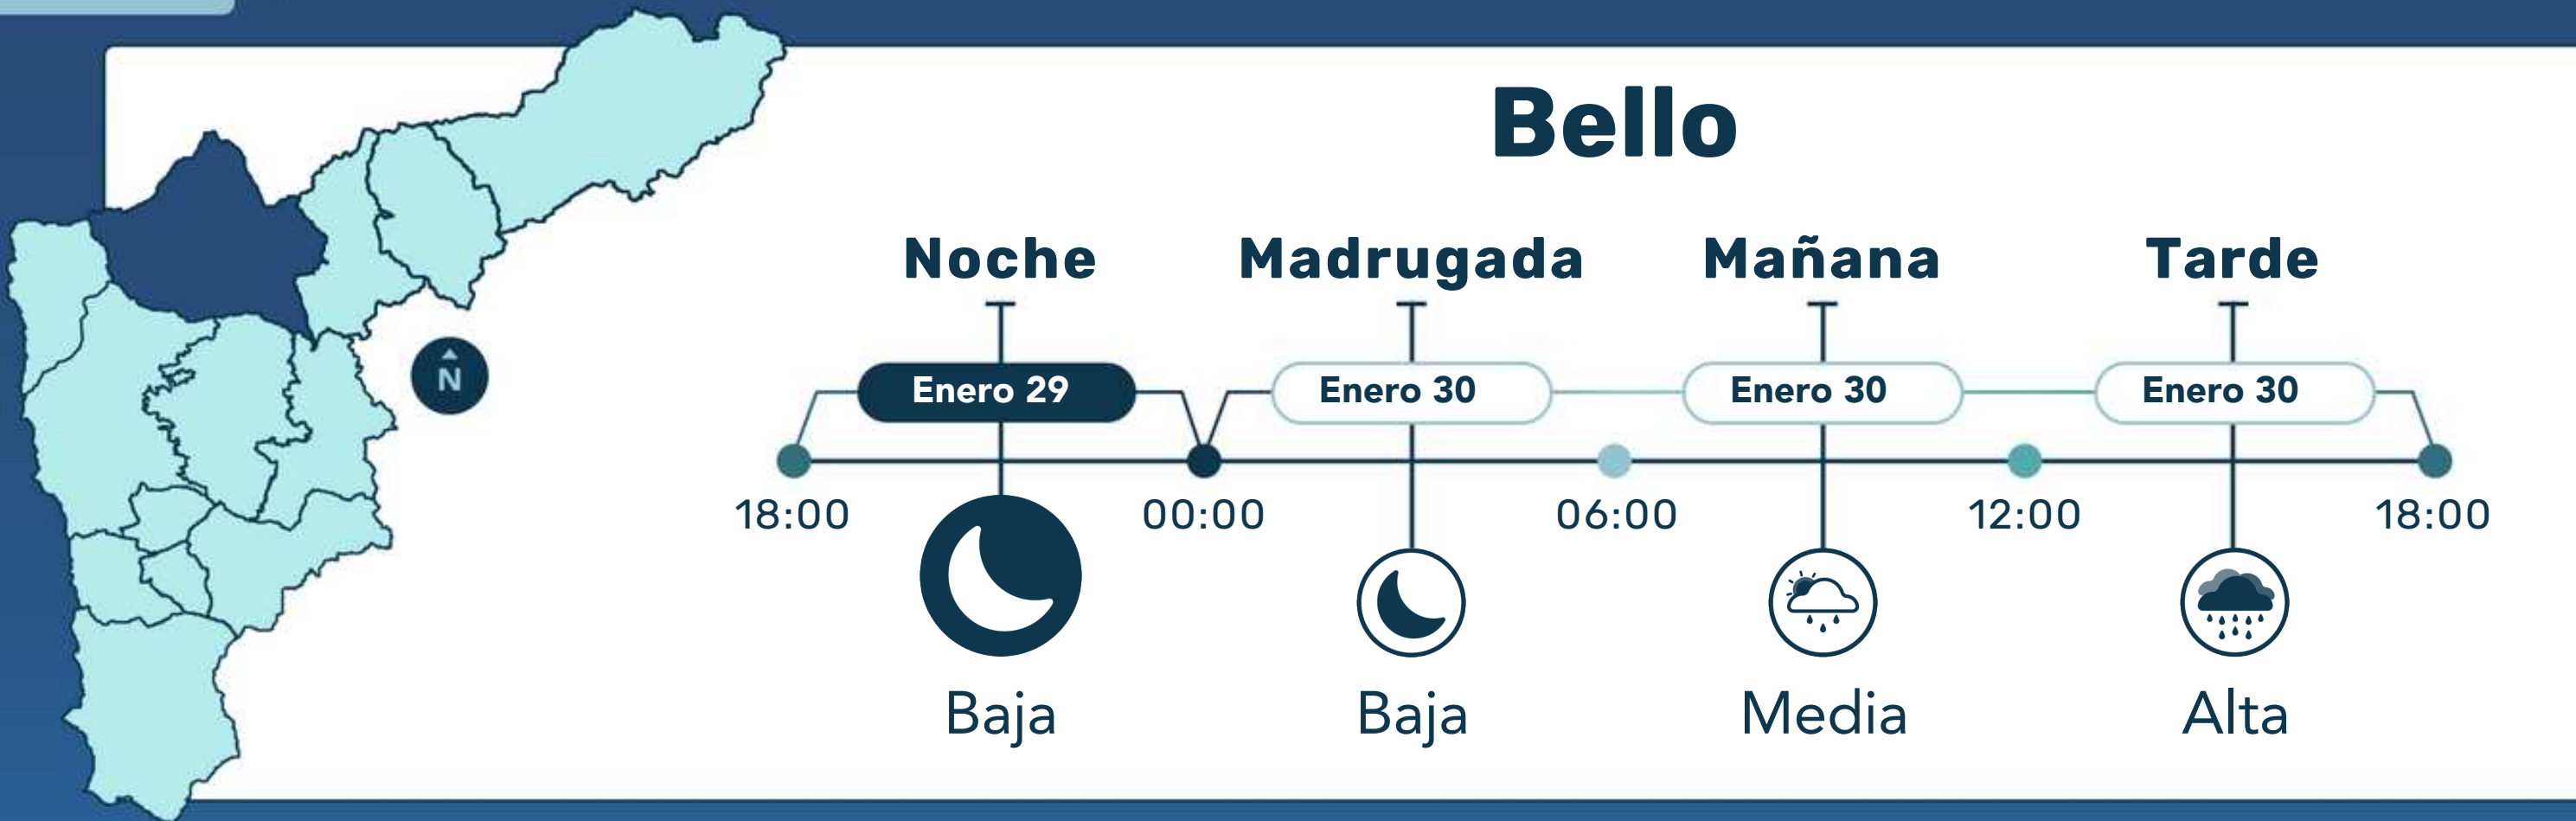 Bello
Noche Madrugada Mañana Tarde
Enero 29 Enero 30 Enero 30 Enero 30
N
18:00 00:00 06:00 12:00 18:00
Baja Baja Media Alta